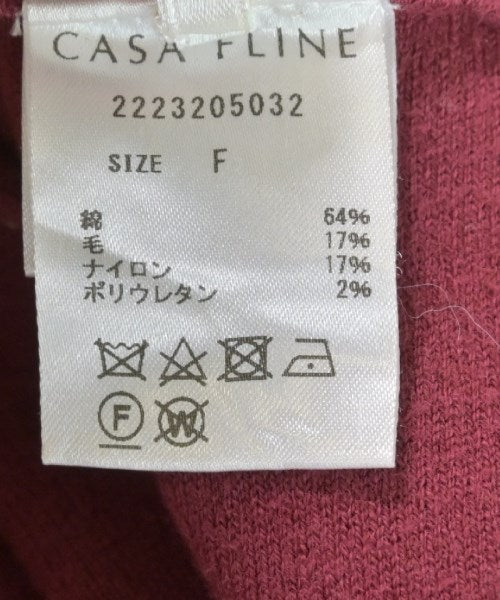 CASA FLINE
2223205032
SIZE F
綿 64%
毛 17%
ナイロン 17%
ポリウレタン 2%
F W